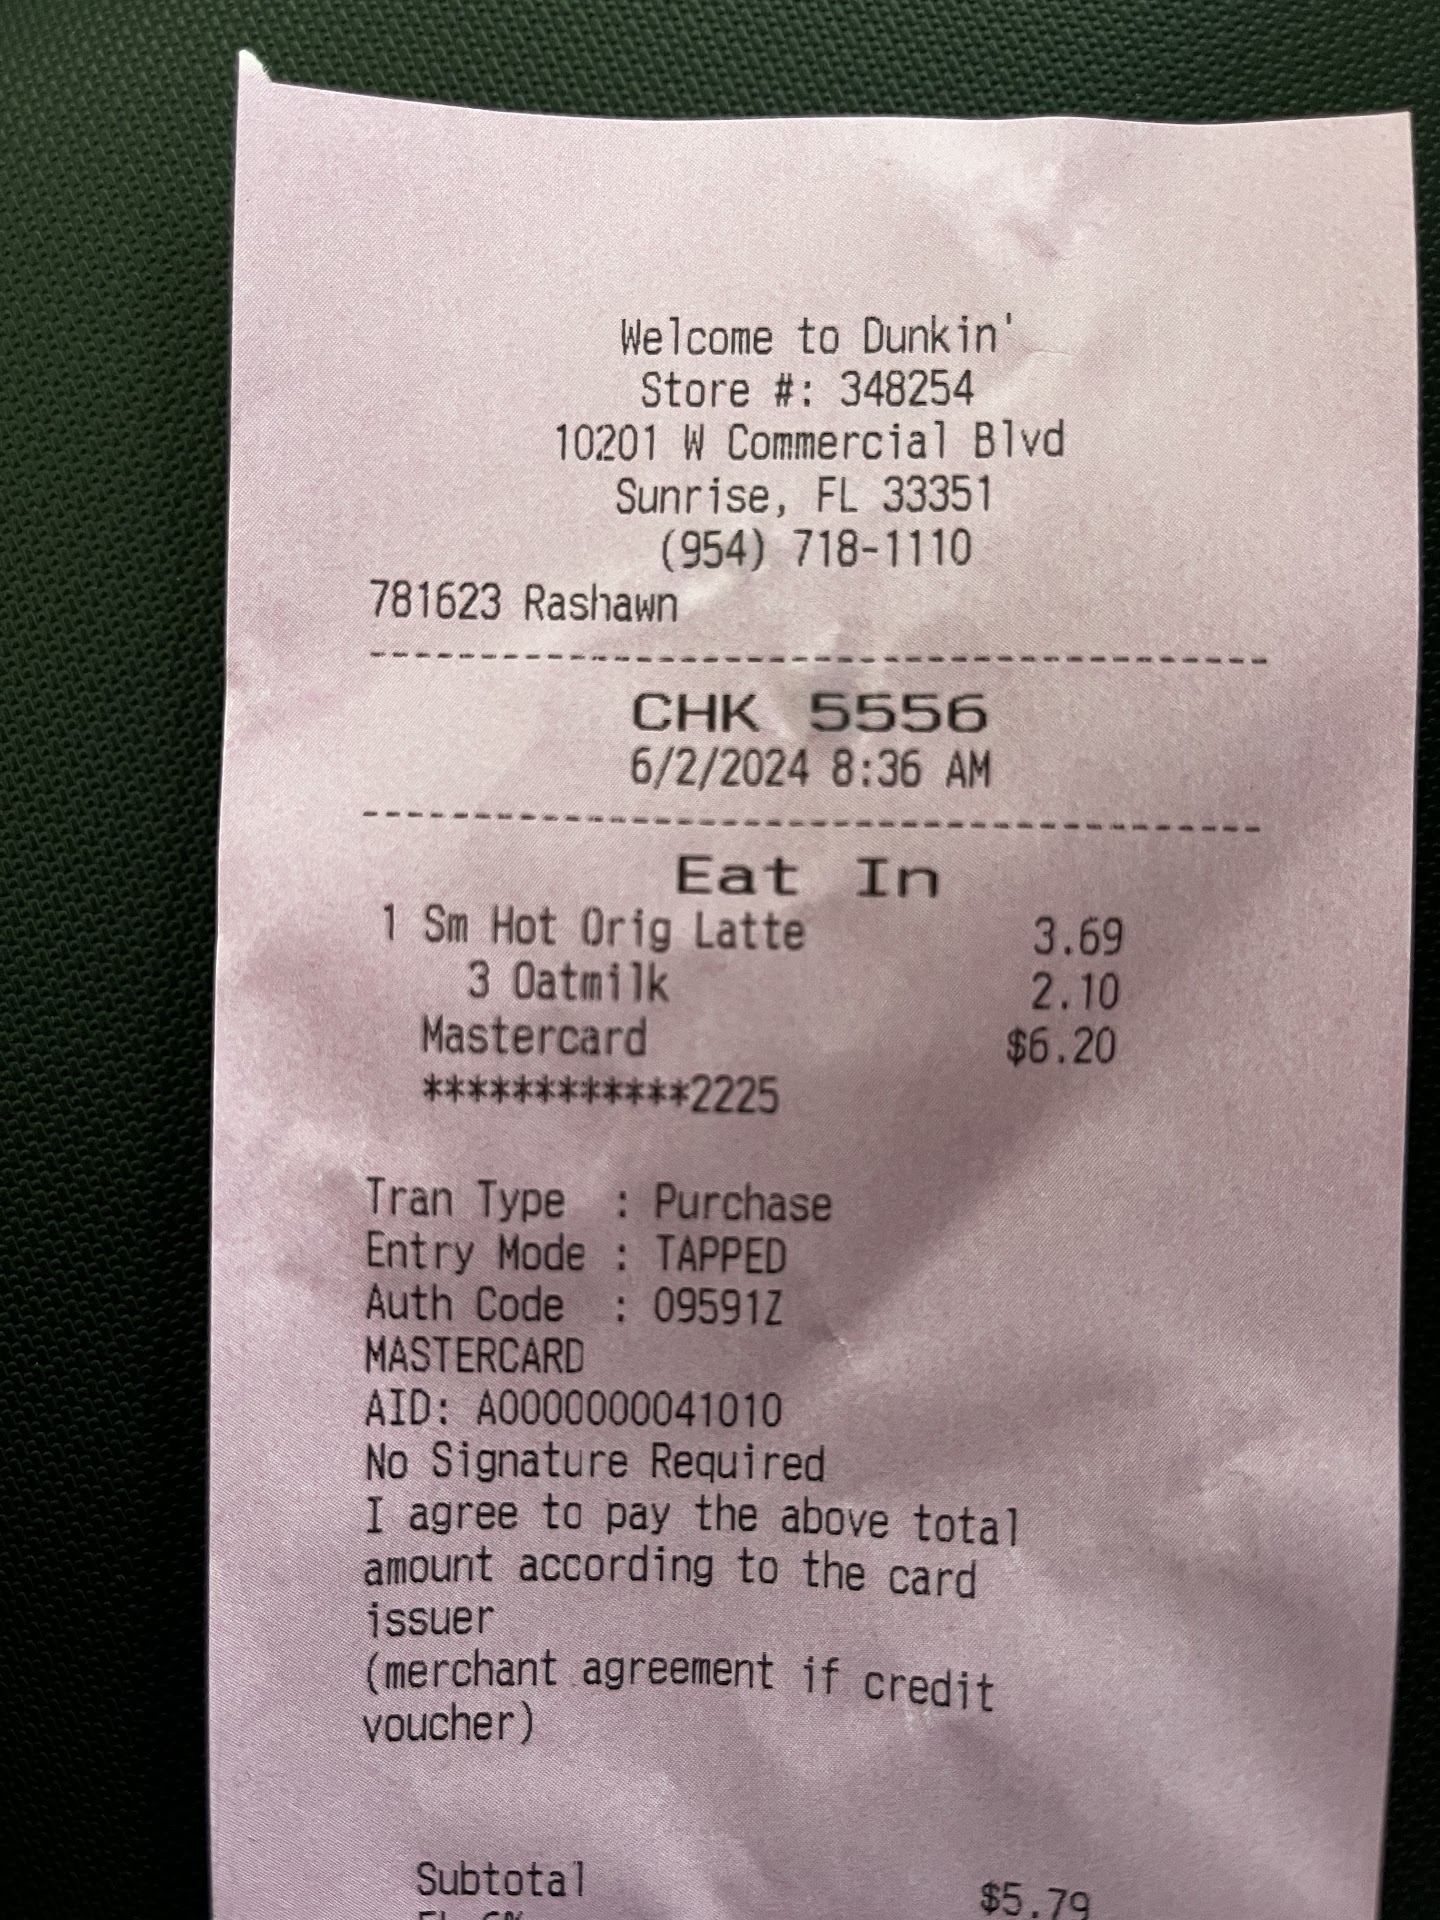 Welcome to Dunkin'
Store #: 348254
10201 W Commercial Blvd
Sunrise, FL 33351
(954) 718-1110
781623 Rashawn
----------------------------------------
CHK 5556
6/2/2024 8:36 AM
----------------------------------------
Eat In
1 Sm Hot Orig Latte 3.69
3 Oatmilk 2.10
Mastercard $6.20
************2225
Tran Type : Purchase
Entry Mode : TAPPED
Auth Code : 09591Z
MASTERCARD
AID: A0000000041010
No Signature Required
I agree to pay the above total
amount according to the card
issuer
(merchant agreement if credit
voucher)
Subtotal $5.79